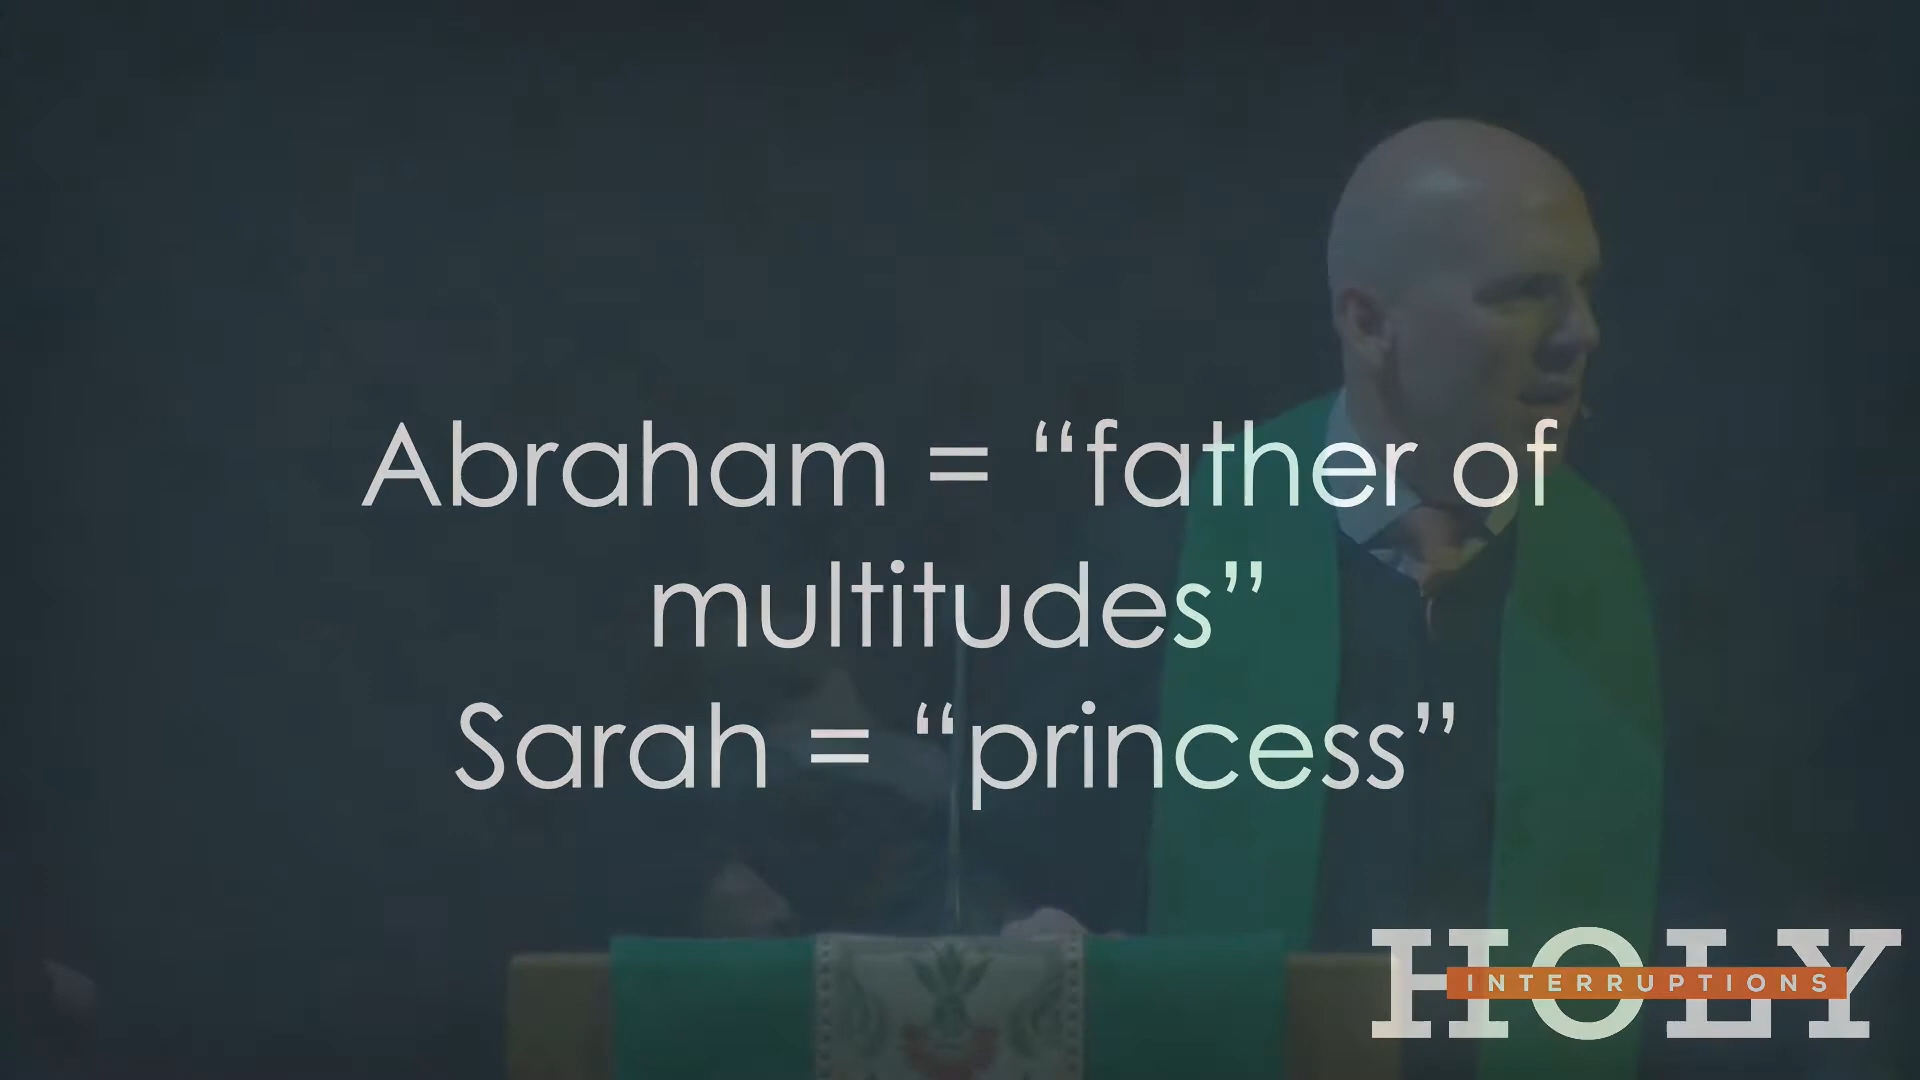 Abraham = “father of
multitudes”
Sarah = “princess”
HOLY
INTERRUPTIONS